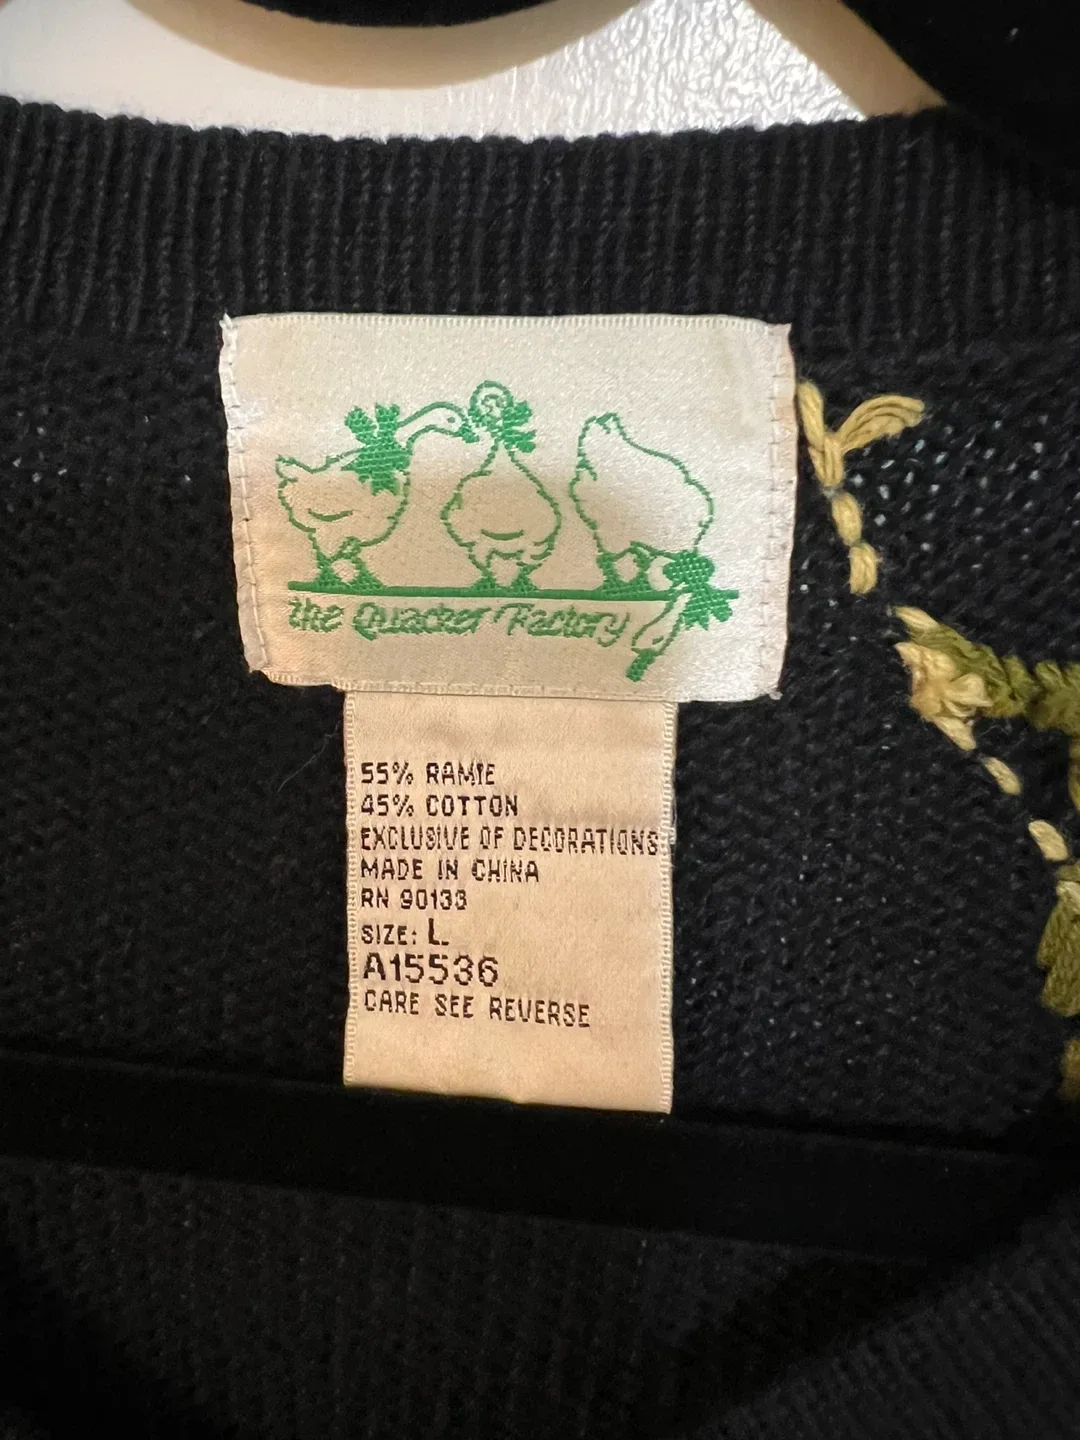 the Quacker Factory
55% RAMIE
45% COTTON
EXCLUSIVE OF DECORATIONS
MADE IN CHINA
RN 90133
SIZE: L
A15536
CARE SEE REVERSE